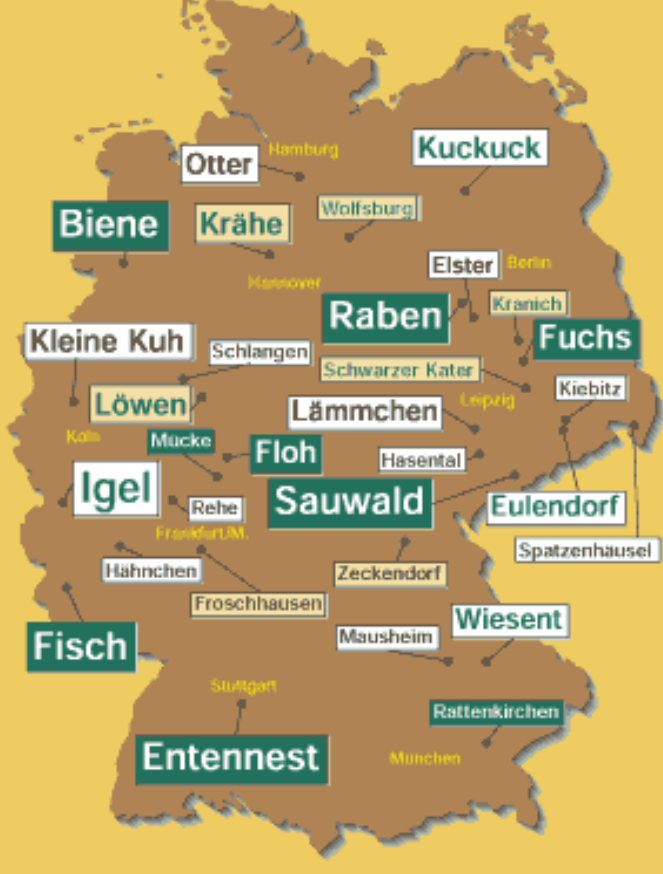 Kuckuck
Hamburg
Otter
Wolfsburg
Biene
Krähe
Elster
Berlin
Hannover
Kranich
Raben
Fuchs
Kleine Kuh
Schlangen
Schwarzer Kater
Kiebitz
Löwen
Leipzig
Lämmchen
Köln
Mücke
Floh
Hasental
Igel
Sauwald
Rehe
Eulendorf
Frankfurt/M.
Spatzenhäusel
Hähnchen
Zeckendorf
Froschhausen
Wiesent
Mausheim
Fisch
Stuttgart
Rattenkirchen
Entennest
München